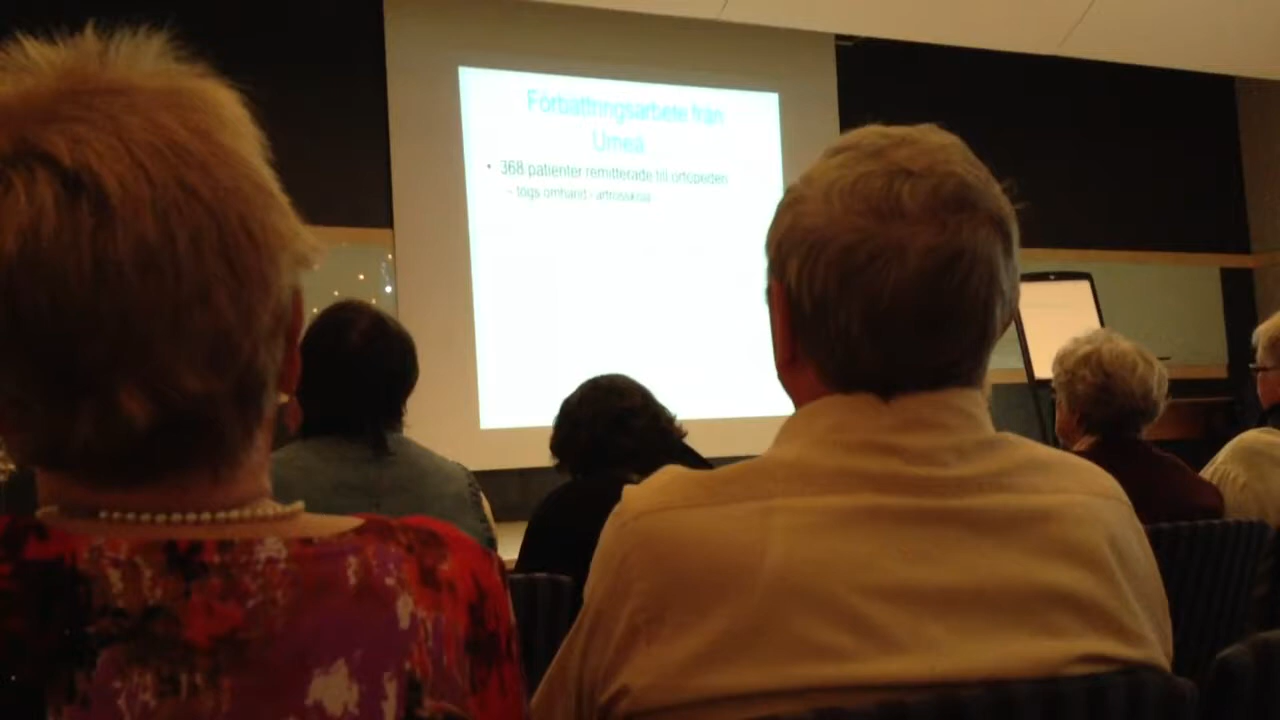 Förbättringsarbete från
Umeå
• 368 patienter remitterade till ortopeden
– togs omhand i artrosskola